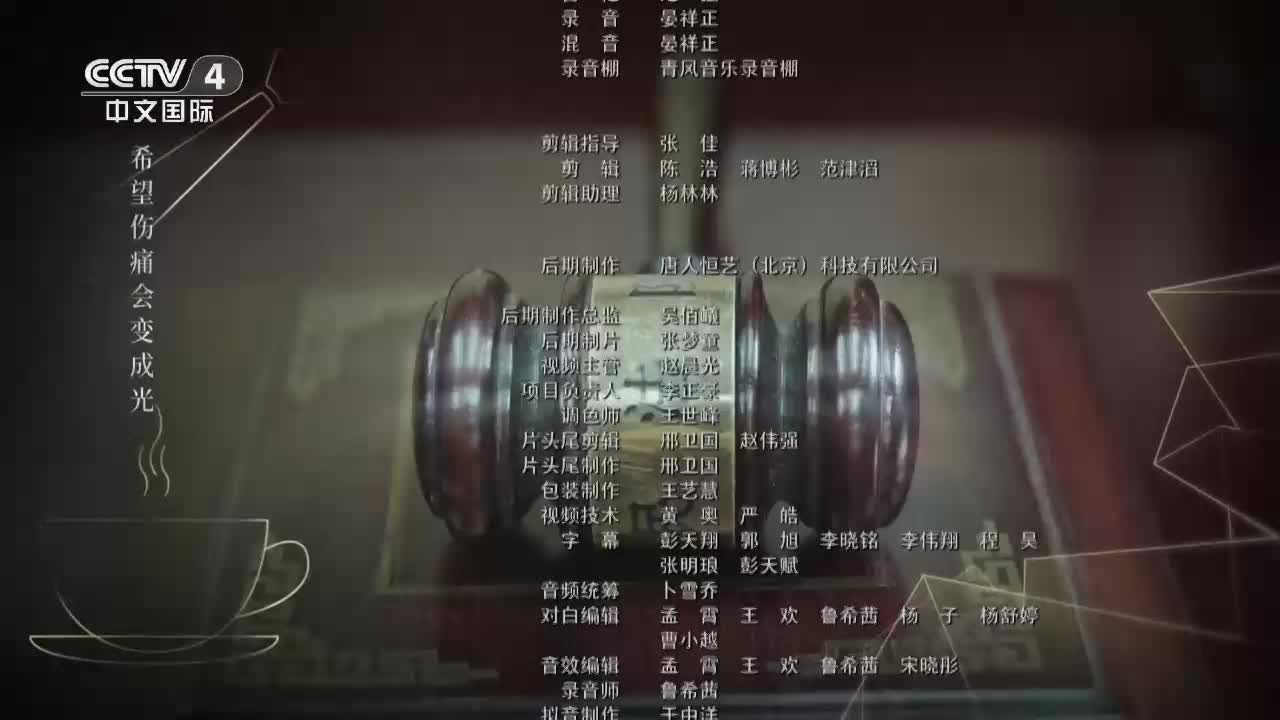 CCTV 4
中文国际
希望伤痛会变成光
录 音 晏祥正
混 音 晏祥正
录音棚 青风音乐录音棚
剪辑指导 张 佳
剪 辑 陈 浩 蒋博彬 范津滔
剪辑助理 杨林林
后期制作 唐人恒艺（北京）科技有限公司
后期制作总监 吴佰巇
后期制片 张梦童
视频主管 赵晨光
项目负责人 李正豪
调色师 王世峰
片头尾剪辑 邢卫国 赵伟强
片头尾制作 邢卫国
包装制作 王艺慧
视频技术 黄 奥 严 皓
字 幕 彭天翔 郭 旭 李晓铭 李伟翔 程 昊
张明琅 彭天赋
音频统筹 卜雪乔
对白编辑 孟 霄 王 欢 鲁希茜 杨 子 杨舒婷
曹小越
音效编辑 孟 霄 王 欢 鲁希茜 宋晓彤
录音师 鲁希茜
拟音制作 王中洋